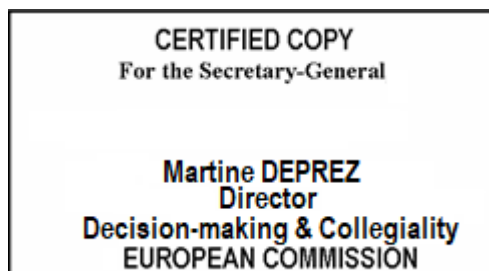 CERTIFIED COPY
For the Secretary-General
Martine DEPREZ
Director
Decision-making & Collegiality
EUROPEAN COMMISSION